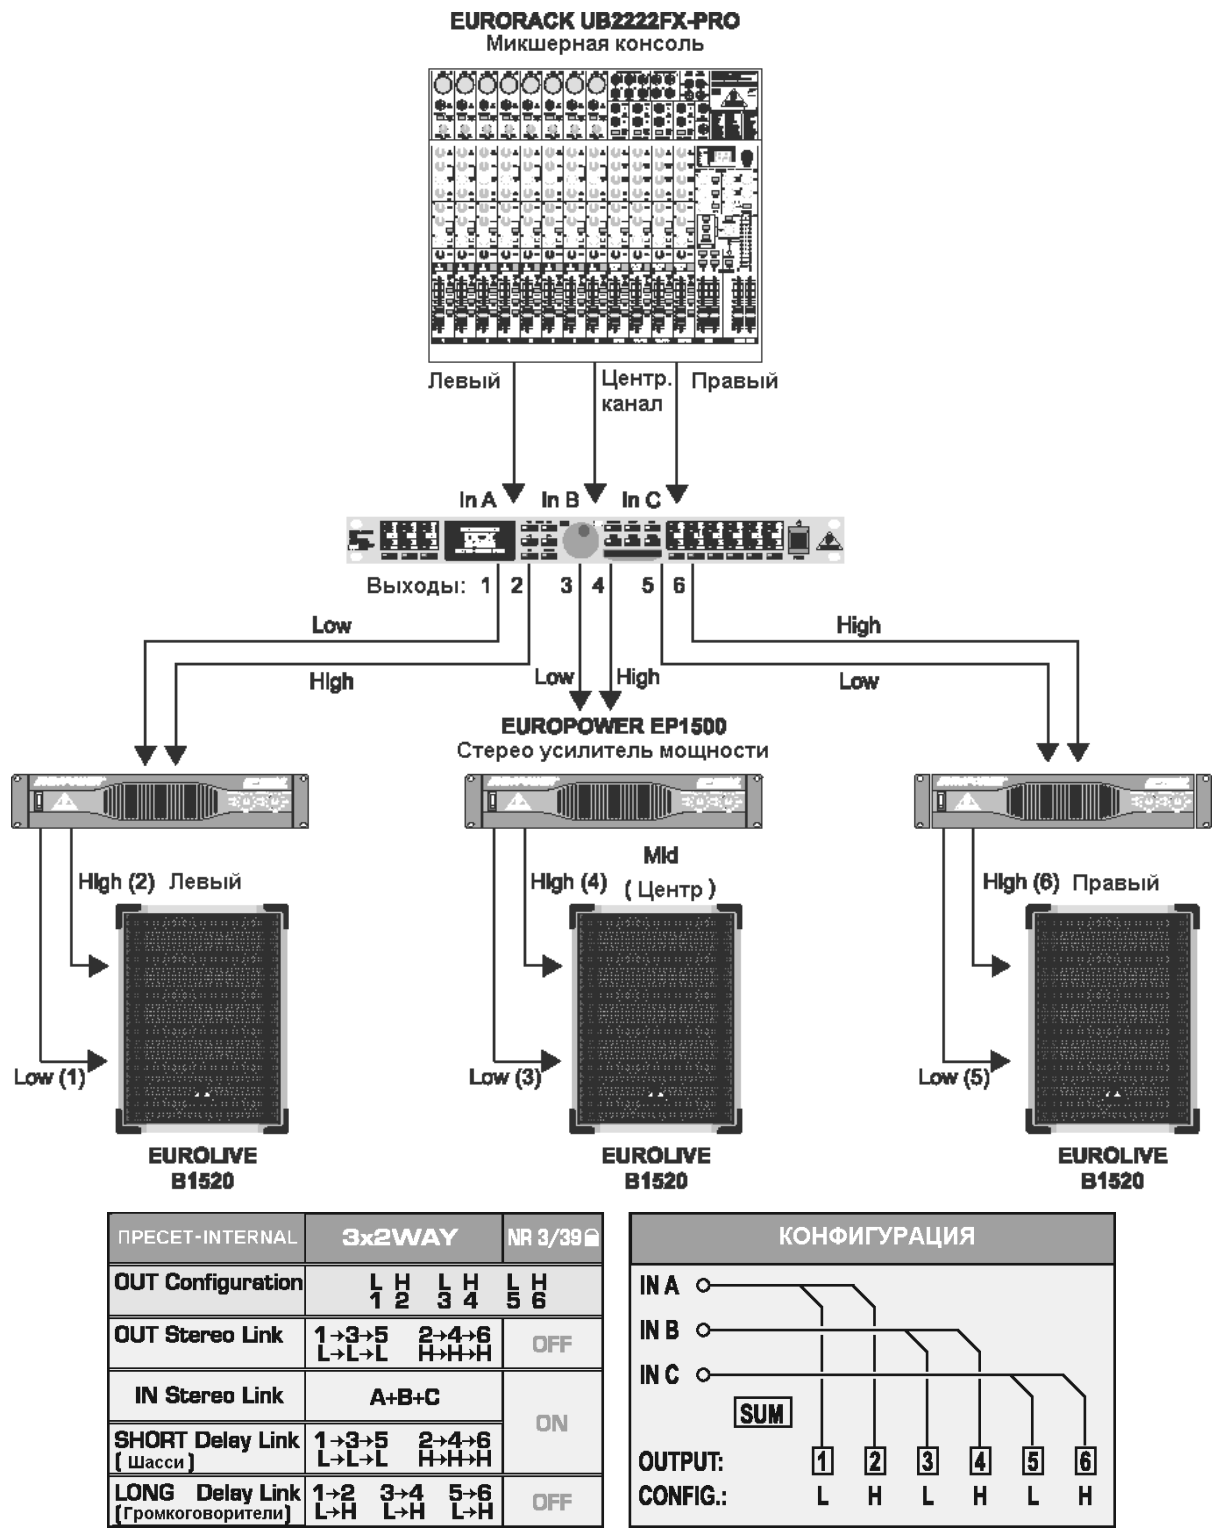 EURORACK UB2222FX-PRO
Микшерная консоль
Левый
Центр.
канал
Правый
In A
In B
In C
Выходы: 1 2 3 4 5 6
Low
High
High
Low
High
Low
EUROPOWER EP1500
Стерео усилитель мощности
High (2) Левый
Mid
High (4) ( Центр )
High (6) Правый
Low (1)
Low (3)
Low (5)
EUROLIVE
B1520
EUROLIVE
B1520
EUROLIVE
B1520
ПРЕСЕТ-INTERNAL 3x2WAY NR 3/39
OUT Configuration L H L H L H
1 2 3 4 5 6
OUT Stereo Link 1→3→5 2→4→6 OFF
L→L→L H→H→H
IN Stereo Link A+B+C ON
SHORT Delay Link 1→3→5 2→4→6
[ Шасси ] L→L→L H→H→H
LONG Delay Link 1→2 3→4 5→6 OFF
[Громкоговорители] L→H L→H L→H
КОНФИГУРАЦИЯ
IN A
IN B
IN C
SUM
OUTPUT: 1 2 3 4 5 6
CONFIG.: L H L H L H